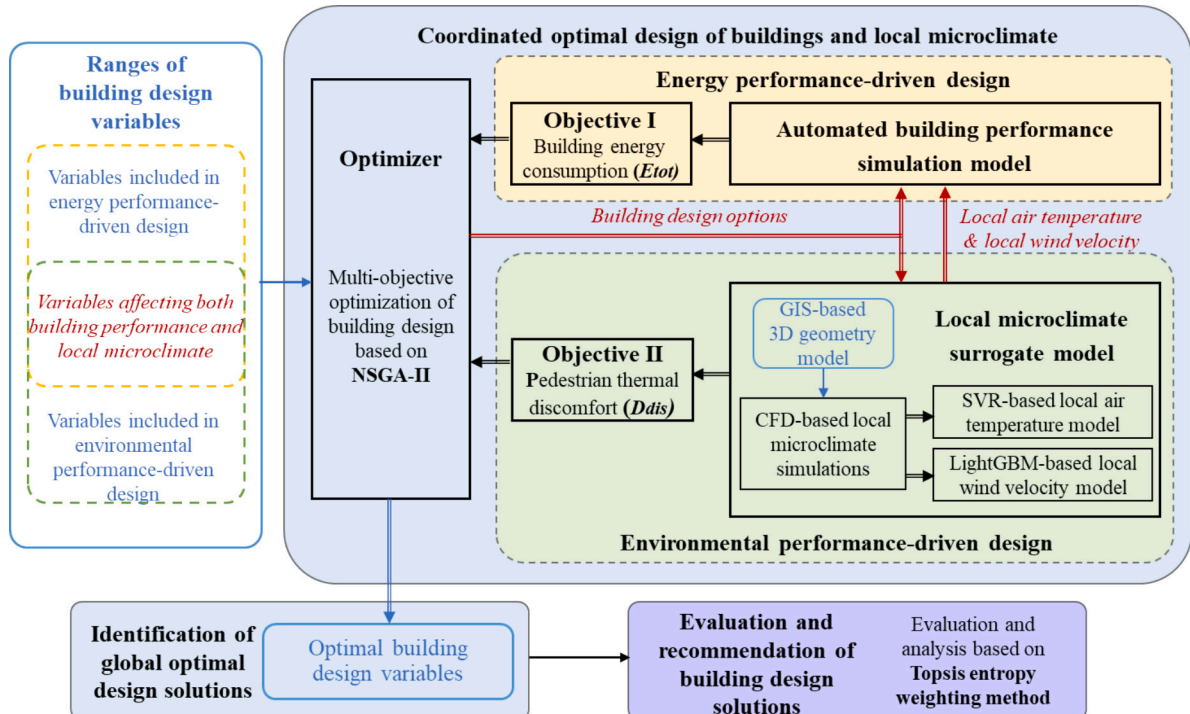 Ranges of
building design
variables
Variables included in
energy performance-
driven design
Variables affecting both
building performance and
local microclimate
Variables included in
environmental
performance-driven
design
Coordinated optimal design of buildings and local microclimate
Optimizer
Multi-objective
optimization of
building design
based on
NSGA-II
Energy performance-driven design
Objective I
Building energy
consumption (Etot)
Automated building performance
simulation model
Building design options
Local air temperature
& local wind velocity
Objective II
Pedestrian thermal
discomfort (Ddis)
GIS-based
3D geometry
model
Local microclimate
surrogate model
CFD-based local
microclimate
simulations
SVR-based local air
temperature model
LightGBM-based local
wind velocity model
Environmental performance-driven design
Identification of
global optimal
design solutions
Optimal building
design variables
Evaluation and
recommendation of
building design
solutions
Evaluation and
analysis based on
Topsis entropy
weighting method